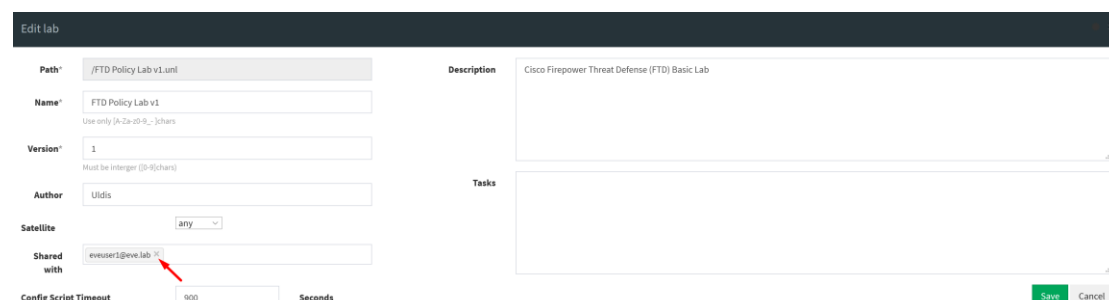 Edit lab
Path*
/FTD Policy Lab v1.unl
Name*
FTD Policy Lab v1
Use only [A-Za-z0-9_- ]chars
Version*
1
Must be interger ([0-9]chars)
Author
Uldis
Satellite
any
Shared
with
eveuser1@eve.lab ×
Config Script Timeout
900
Seconds
Description
Cisco Firepower Threat Defense (FTD) Basic Lab
Tasks
Save
Cancel